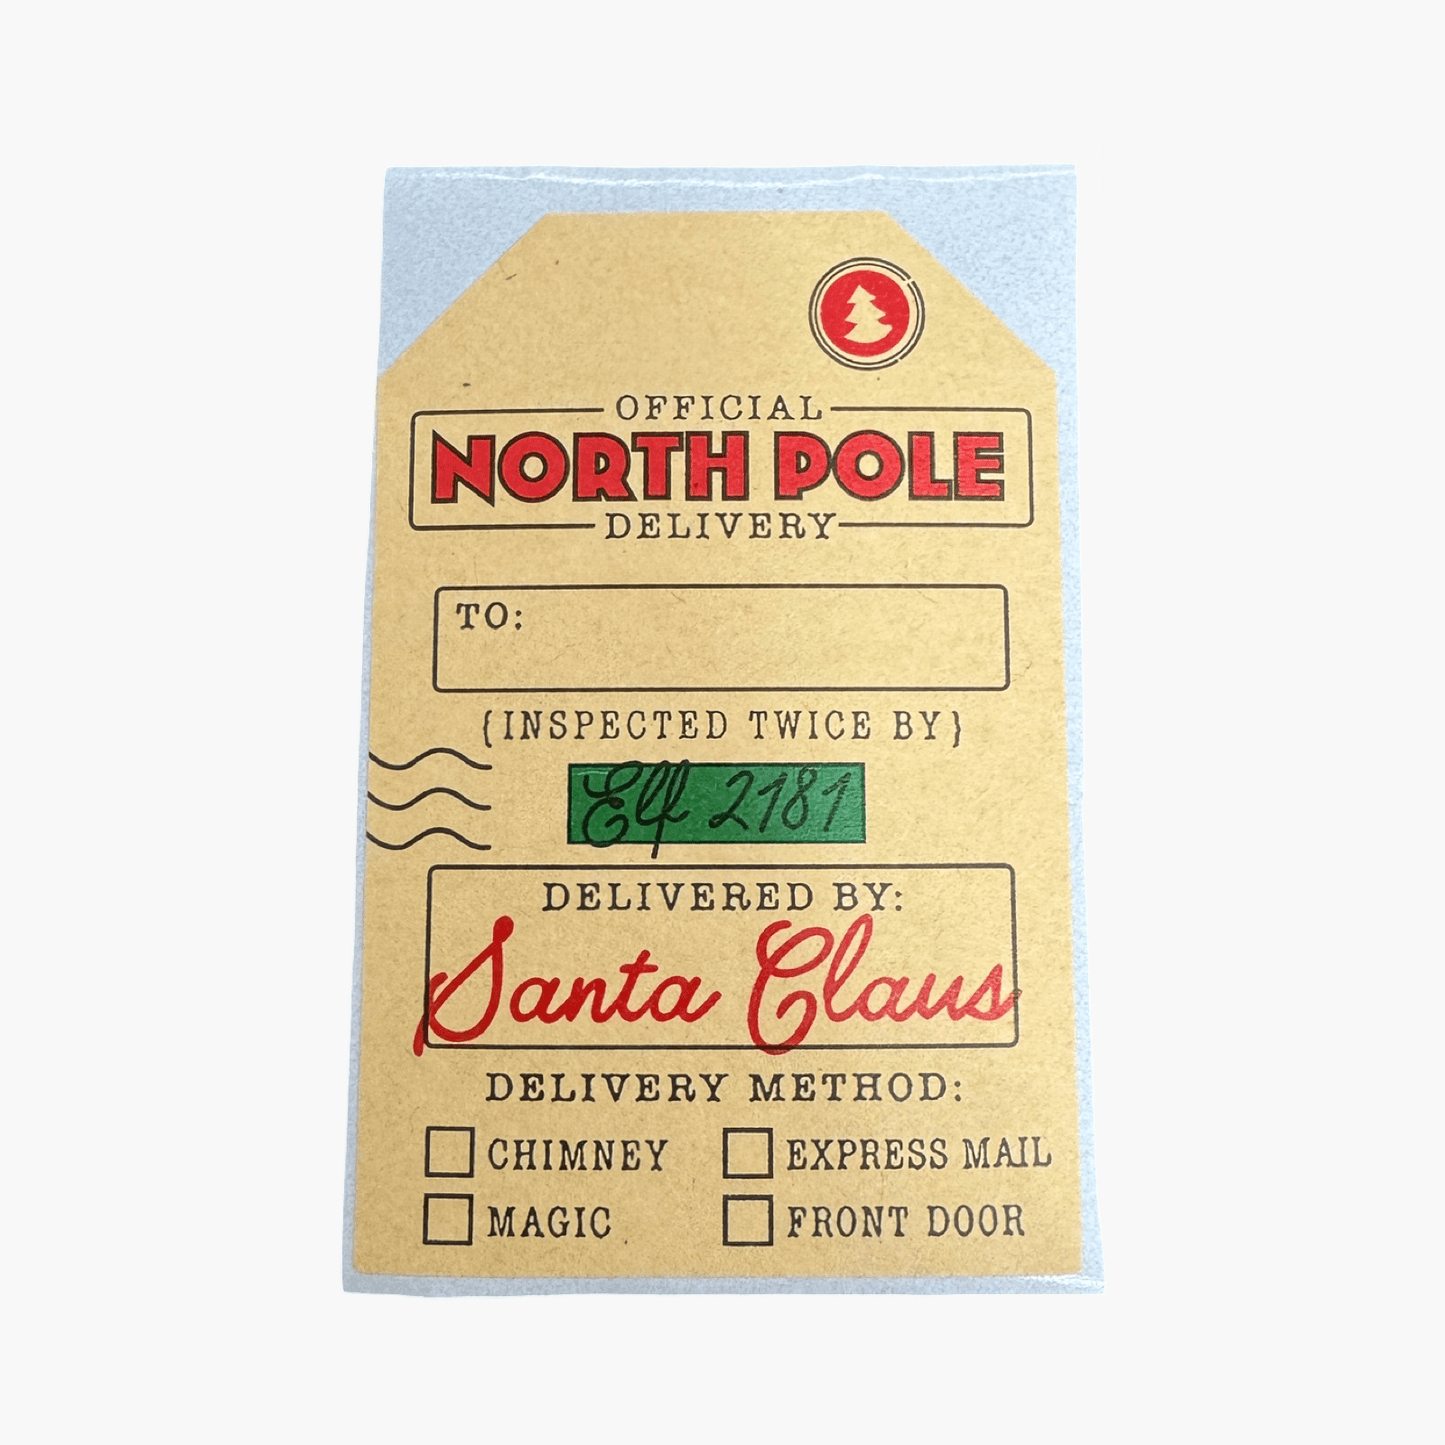 OFFICIAL
NORTH POLE
DELIVERY
TO:
{INSPECTED TWICE BY}
Elf 2181
DELIVERED BY:
Santa Claus
DELIVERY METHOD:
CHIMNEY EXPRESS MAIL
MAGIC FRONT DOOR